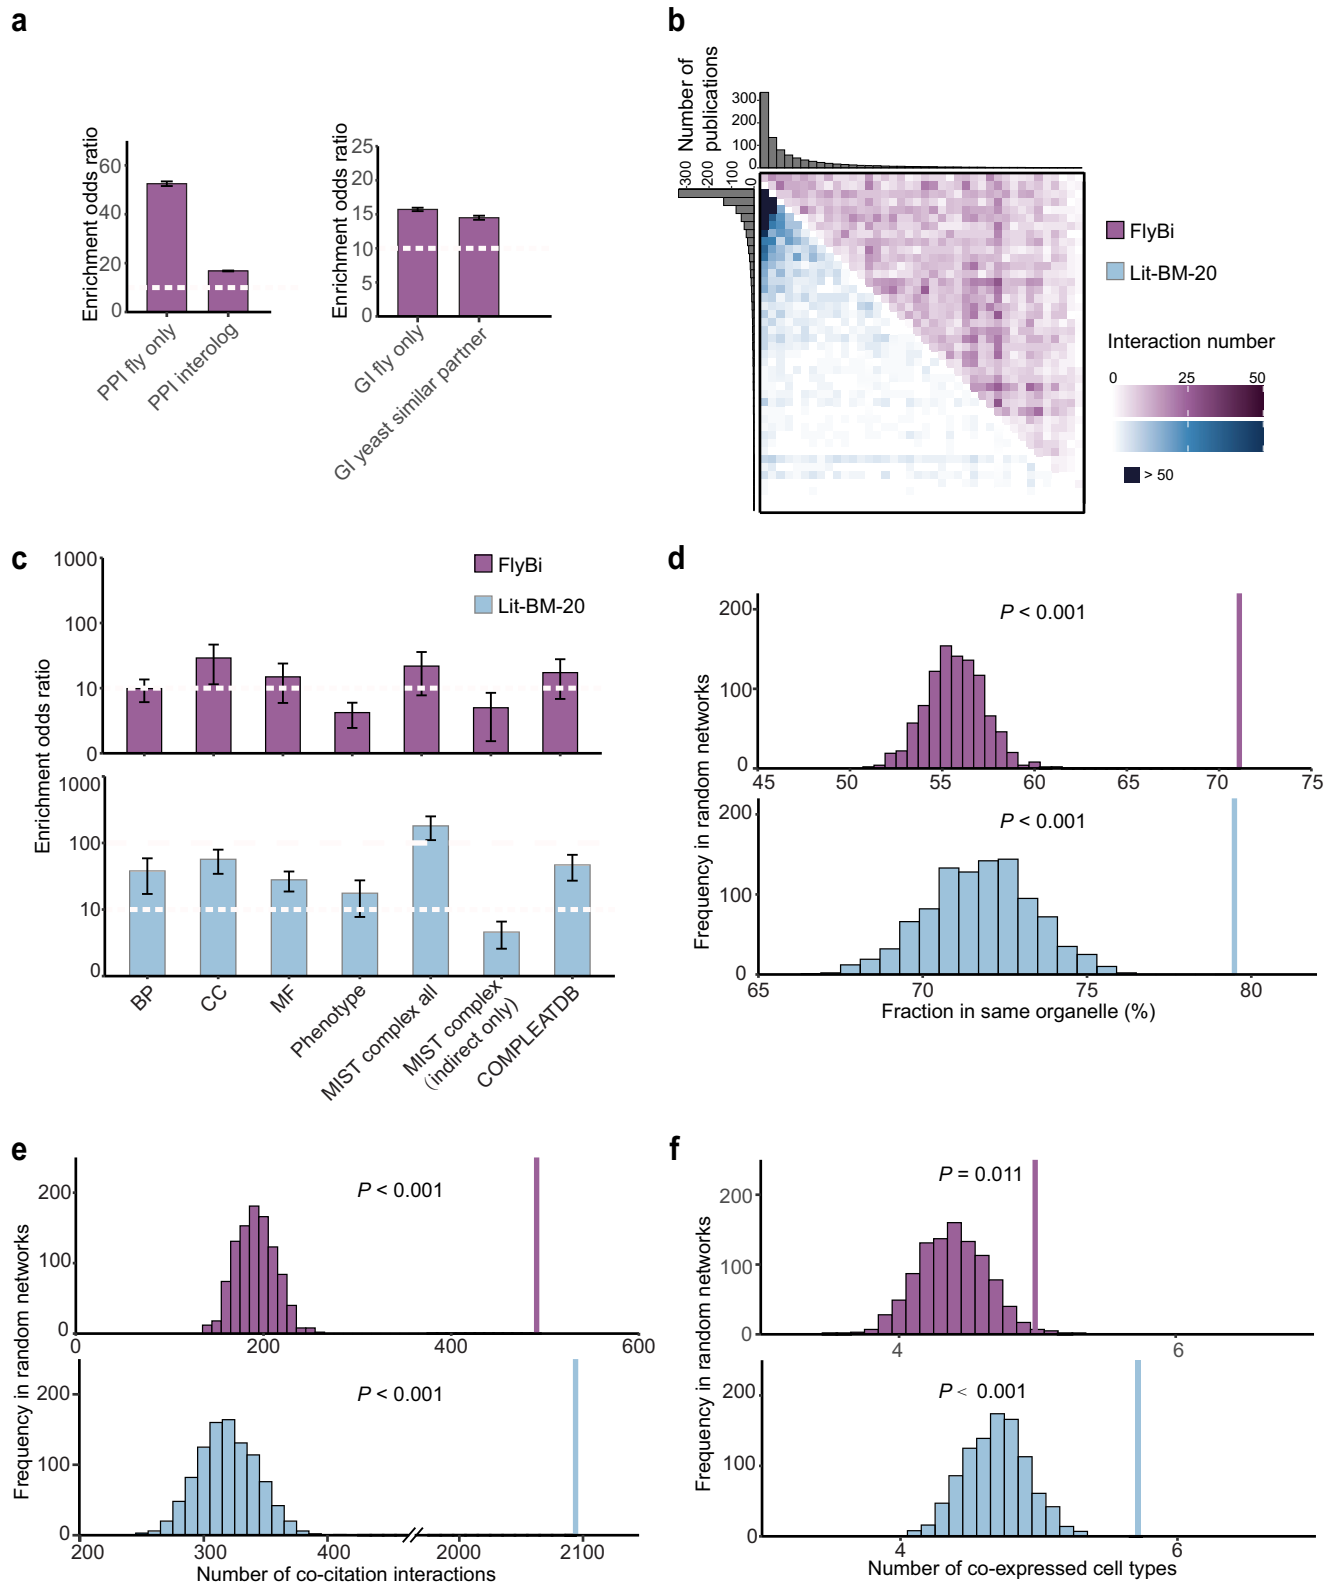 a
Enrichment odds ratio
60
40
20
0
PPI fly only
PPI interolog
Enrichment odds ratio
25
20
15
10
5
0
GI fly only
GI yeast similar partner
b
Number of
publications
300
200
100
0
-300
-200
-100
0
FlyBi
Lit-BM-20
Interaction number
0 25 50
> 50
c
FlyBi
Lit-BM-20
Enrichment odds ratio
1000
100
10
0
1000
100
10
0
BP
CC
MF
Phenotype
MIST complex all
MIST complex
(indirect only)
COMPLEATDB
d
Frequency in random networks
P < 0.001
200
100
0
45 50 55 60 65 70 75
P < 0.001
200
100
0
65 70 75 80
Fraction in same organelle (%)
e
Frequency in random networks
P < 0.001
200
100
0
0 200 400 600
P < 0.001
200
100
0
200 300 400 2000 2100
Number of co-citation interactions
f
Frequency in random networks
P = 0.011
200
100
0
4 6
P < 0.001
200
100
0
4 6
Number of co-expressed cell types